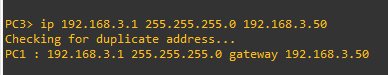 PC3> ip 192.168.3.1 255.255.255.0 192.168.3.50
Checking for duplicate address...
PC1 : 192.168.3.1 255.255.255.0 gateway 192.168.3.50